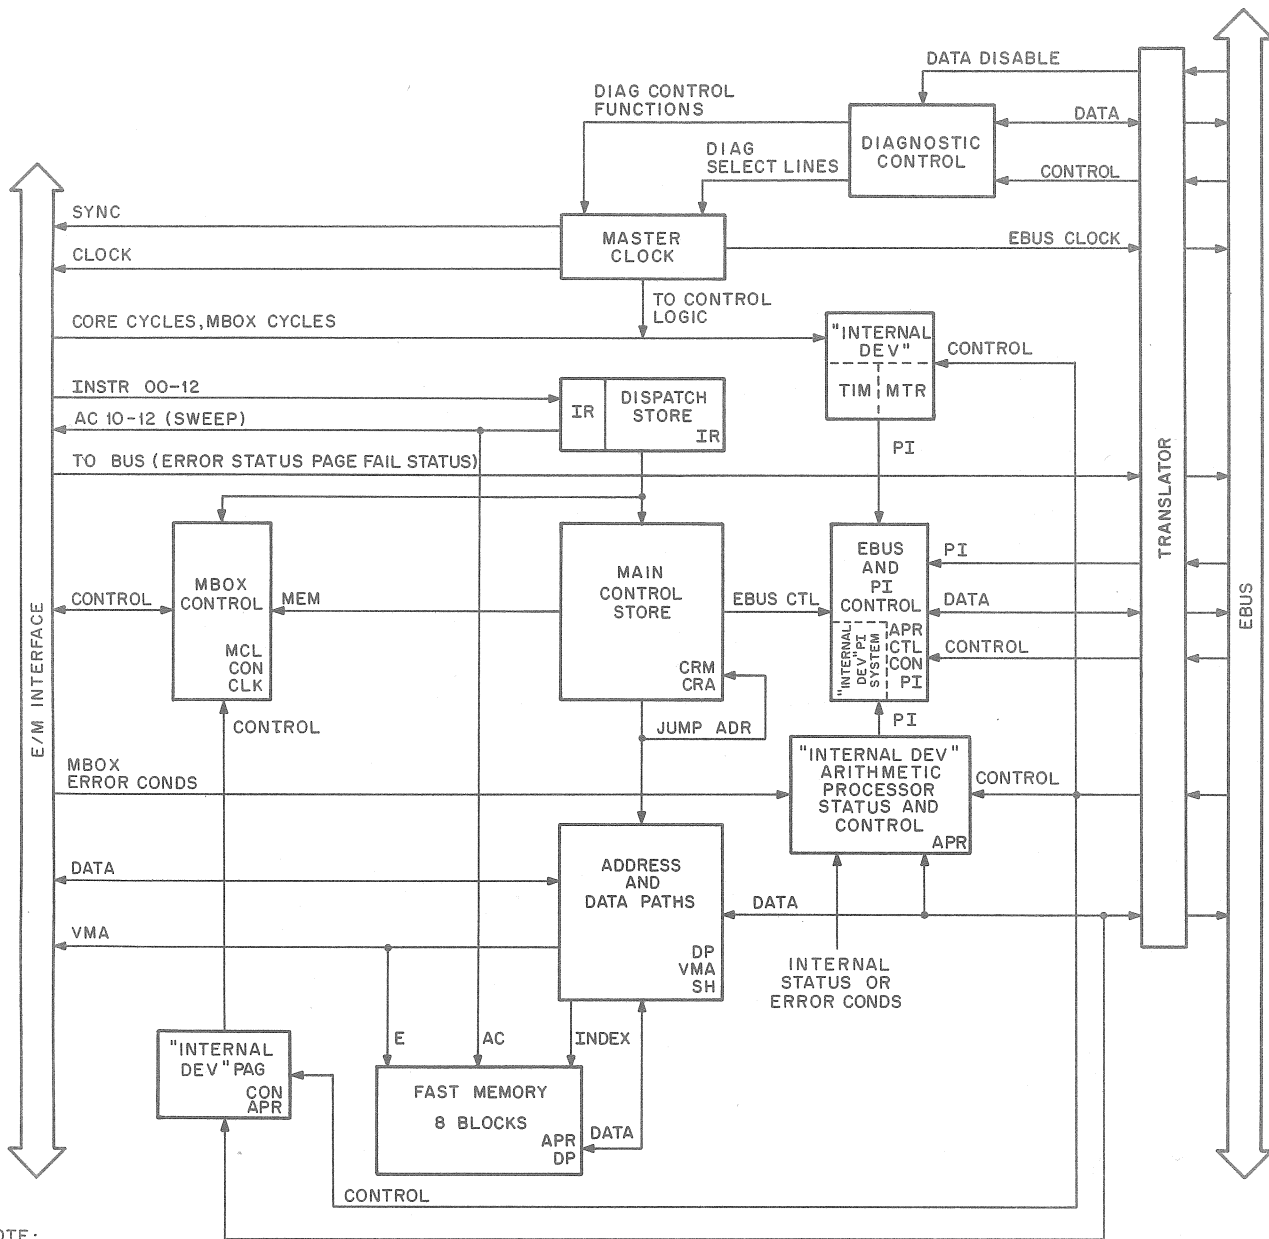 DATA DISABLE
DIAG CONTROL
FUNCTIONS
DATA
DIAGNOSTIC
CONTROL
DIAG
SELECT LINES
CONTROL
SYNC
MASTER
CLOCK
EBUS CLOCK
CLOCK
TO CONTROL
LOGIC
CORE CYCLES, MBOX CYCLES
"INTERNAL
DEV"
CONTROL
TIM
MTR
INSTR 00-12
IR
DISPATCH
STORE
IR
AC 10-12 (SWEEP)
PI
TO BUS (ERROR STATUS PAGE FAIL STATUS)
TRANSLATOR
EBUS
E/M INTERFACE
MBOX
CONTROL
MCL
CON
CLK
CONTROL
MEM
MAIN
CONTROL
STORE
CRM
CRA
EBUS CTL
EBUS
AND
PI
CONTROL
"INTERNAL
DEV" PI
SYSTEM
APR
CTL
CON
PI
PI
DATA
CONTROL
CONTROL
JUMP ADR
PI
MBOX
ERROR CONDS
"INTERNAL DEV"
ARITHMETIC
PROCESSOR
STATUS AND
CONTROL
APR
CONTROL
DATA
ADDRESS
AND
DATA PATHS
DP
VMA
SH
DATA
VMA
INTERNAL
STATUS OR
ERROR CONDS
E
AC
INDEX
"INTERNAL
DEV" PAG
CON
APR
FAST MEMORY
8 BLOCKS
APR
DP
DATA
CONTROL